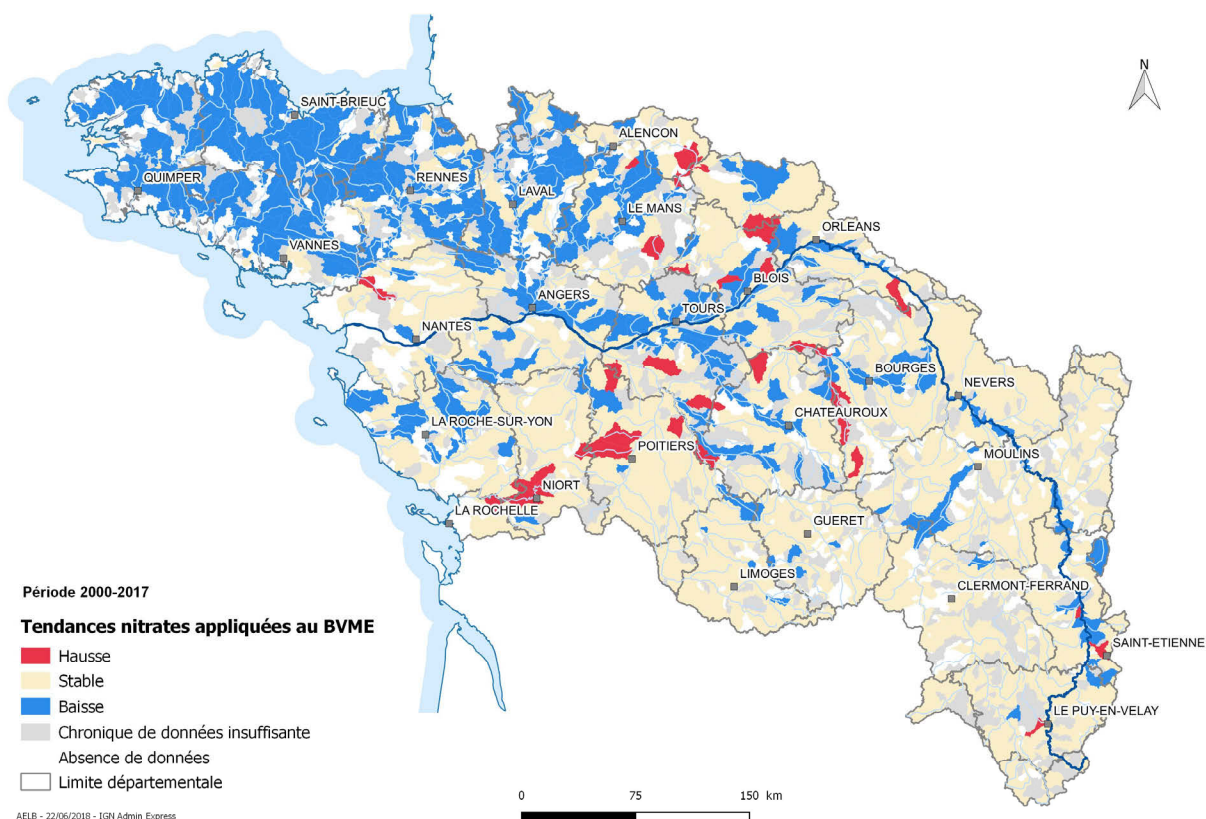 N
SAINT-BRIEUC
ALENCON
QUIMPER
RENNES
LAVAL
LE MANS
ORLEANS
VANNES
BLOIS
ANGERS
TOURS
NANTES
BOURGES
NEVERS
LA ROCHE-SUR-YON
CHATEAUROUX
POITIERS
MOULINS
NIORT
LA ROCHELLE
GUERET
LIMOGES
CLERMONT-FERRAND
SAINT-ETIENNE
LE PUY-EN-VELAY
Période 2000-2017
Tendances nitrates appliquées au BVME
Hausse
Stable
Baisse
Chronique de données insuffisante
Absence de données
Limite départementale
0 75 150 km
AELB - 22/06/2018 - IGN Admin Express